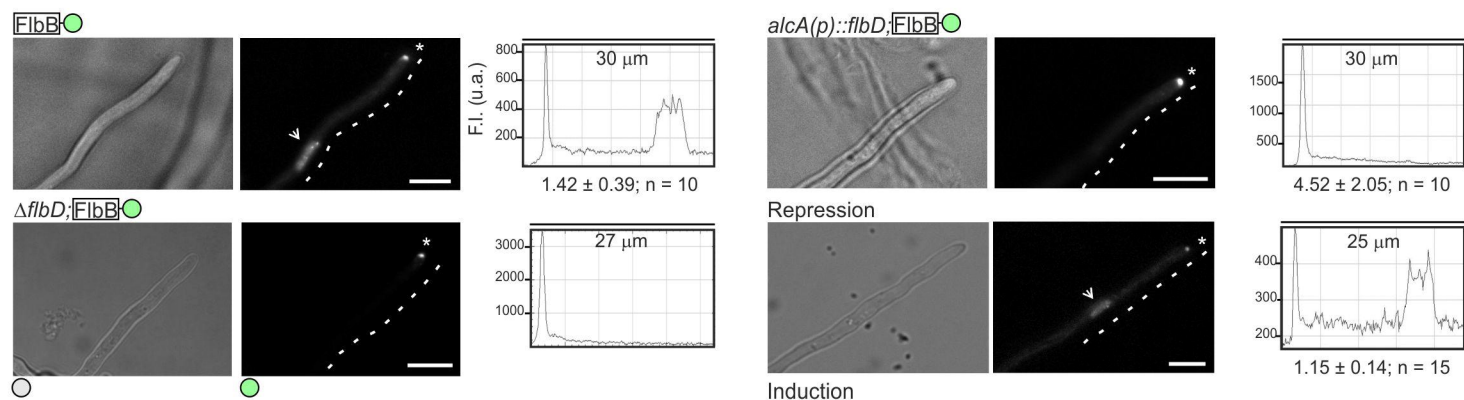 FlbB
*
30 μm
F.I. (u.a.)
800
600
400
200
1.42 ± 0.39; n = 10
ΔflbD;FlbB
*
27 μm
3000
2000
1000
alcA(p)::flbD;FlbB
*
30 μm
1500
1000
500
4.52 ± 2.05; n = 10
Repression
*
25 μm
400
300
200
1.15 ± 0.14; n = 15
Induction